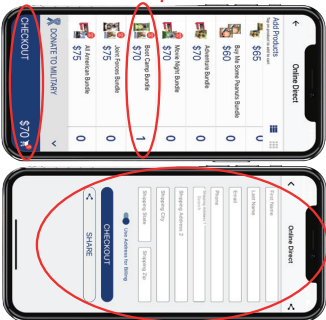 Online Direct
Add Products
$65
Buy Me Some Peanuts Bundle
$60
0
Adventure Bundle
$70
0
Movie Night Bundle
$70
0
Boot Camp Bundle
$70
1
Joint Forces Bundle
$75
0
All American Bundle
$75
0
DONATE TO MILITARY
CHECKOUT
$70
Online Direct
First Name
Last Name
Email
Phone
Shipping Address 1
Search
Shipping Address 2
Shipping City
Shipping State
Shipping Zip
Use Address for Billing
CHECKOUT
SHARE